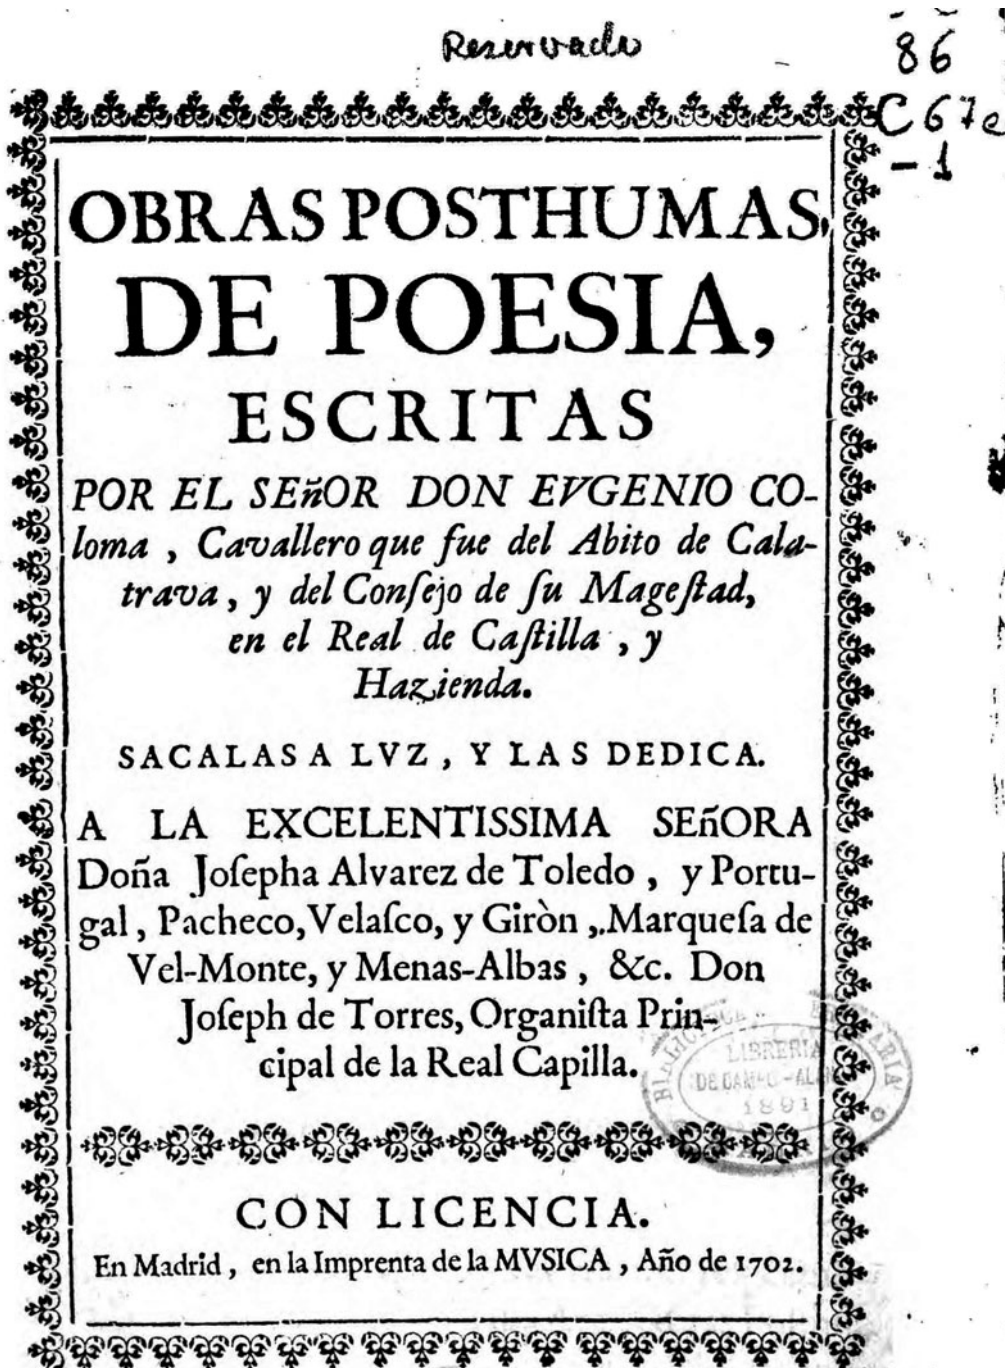 Reservado
86
C 67e
- 1
OBRAS POSTHUMAS,
DE POESIA,
ESCRITAS
POR EL SEñOR DON EVGENIO CO-
loma, Cavallero que fue del Abito de Cala-
trava, y del Conſejo de ſu Mageſtad,
en el Real de Caſtilla, y
Hazienda.
SACALAS A LVZ, Y LAS DEDICA.
A LA EXCELENTISSIMA SEñORA
Doña Joſepha Alvarez de Toledo, y Portu-
gal, Pacheco, Velaſco, y Giròn, Marqueſa de
Vel-Monte, y Menas-Albas, &c. Don
Joſeph de Torres, Organiſta Prin-
cipal de la Real Capilla.
LIBRERIA
1891
CON LICENCIA.
En Madrid, en la Imprenta de la MVSICA, Año de 1702.